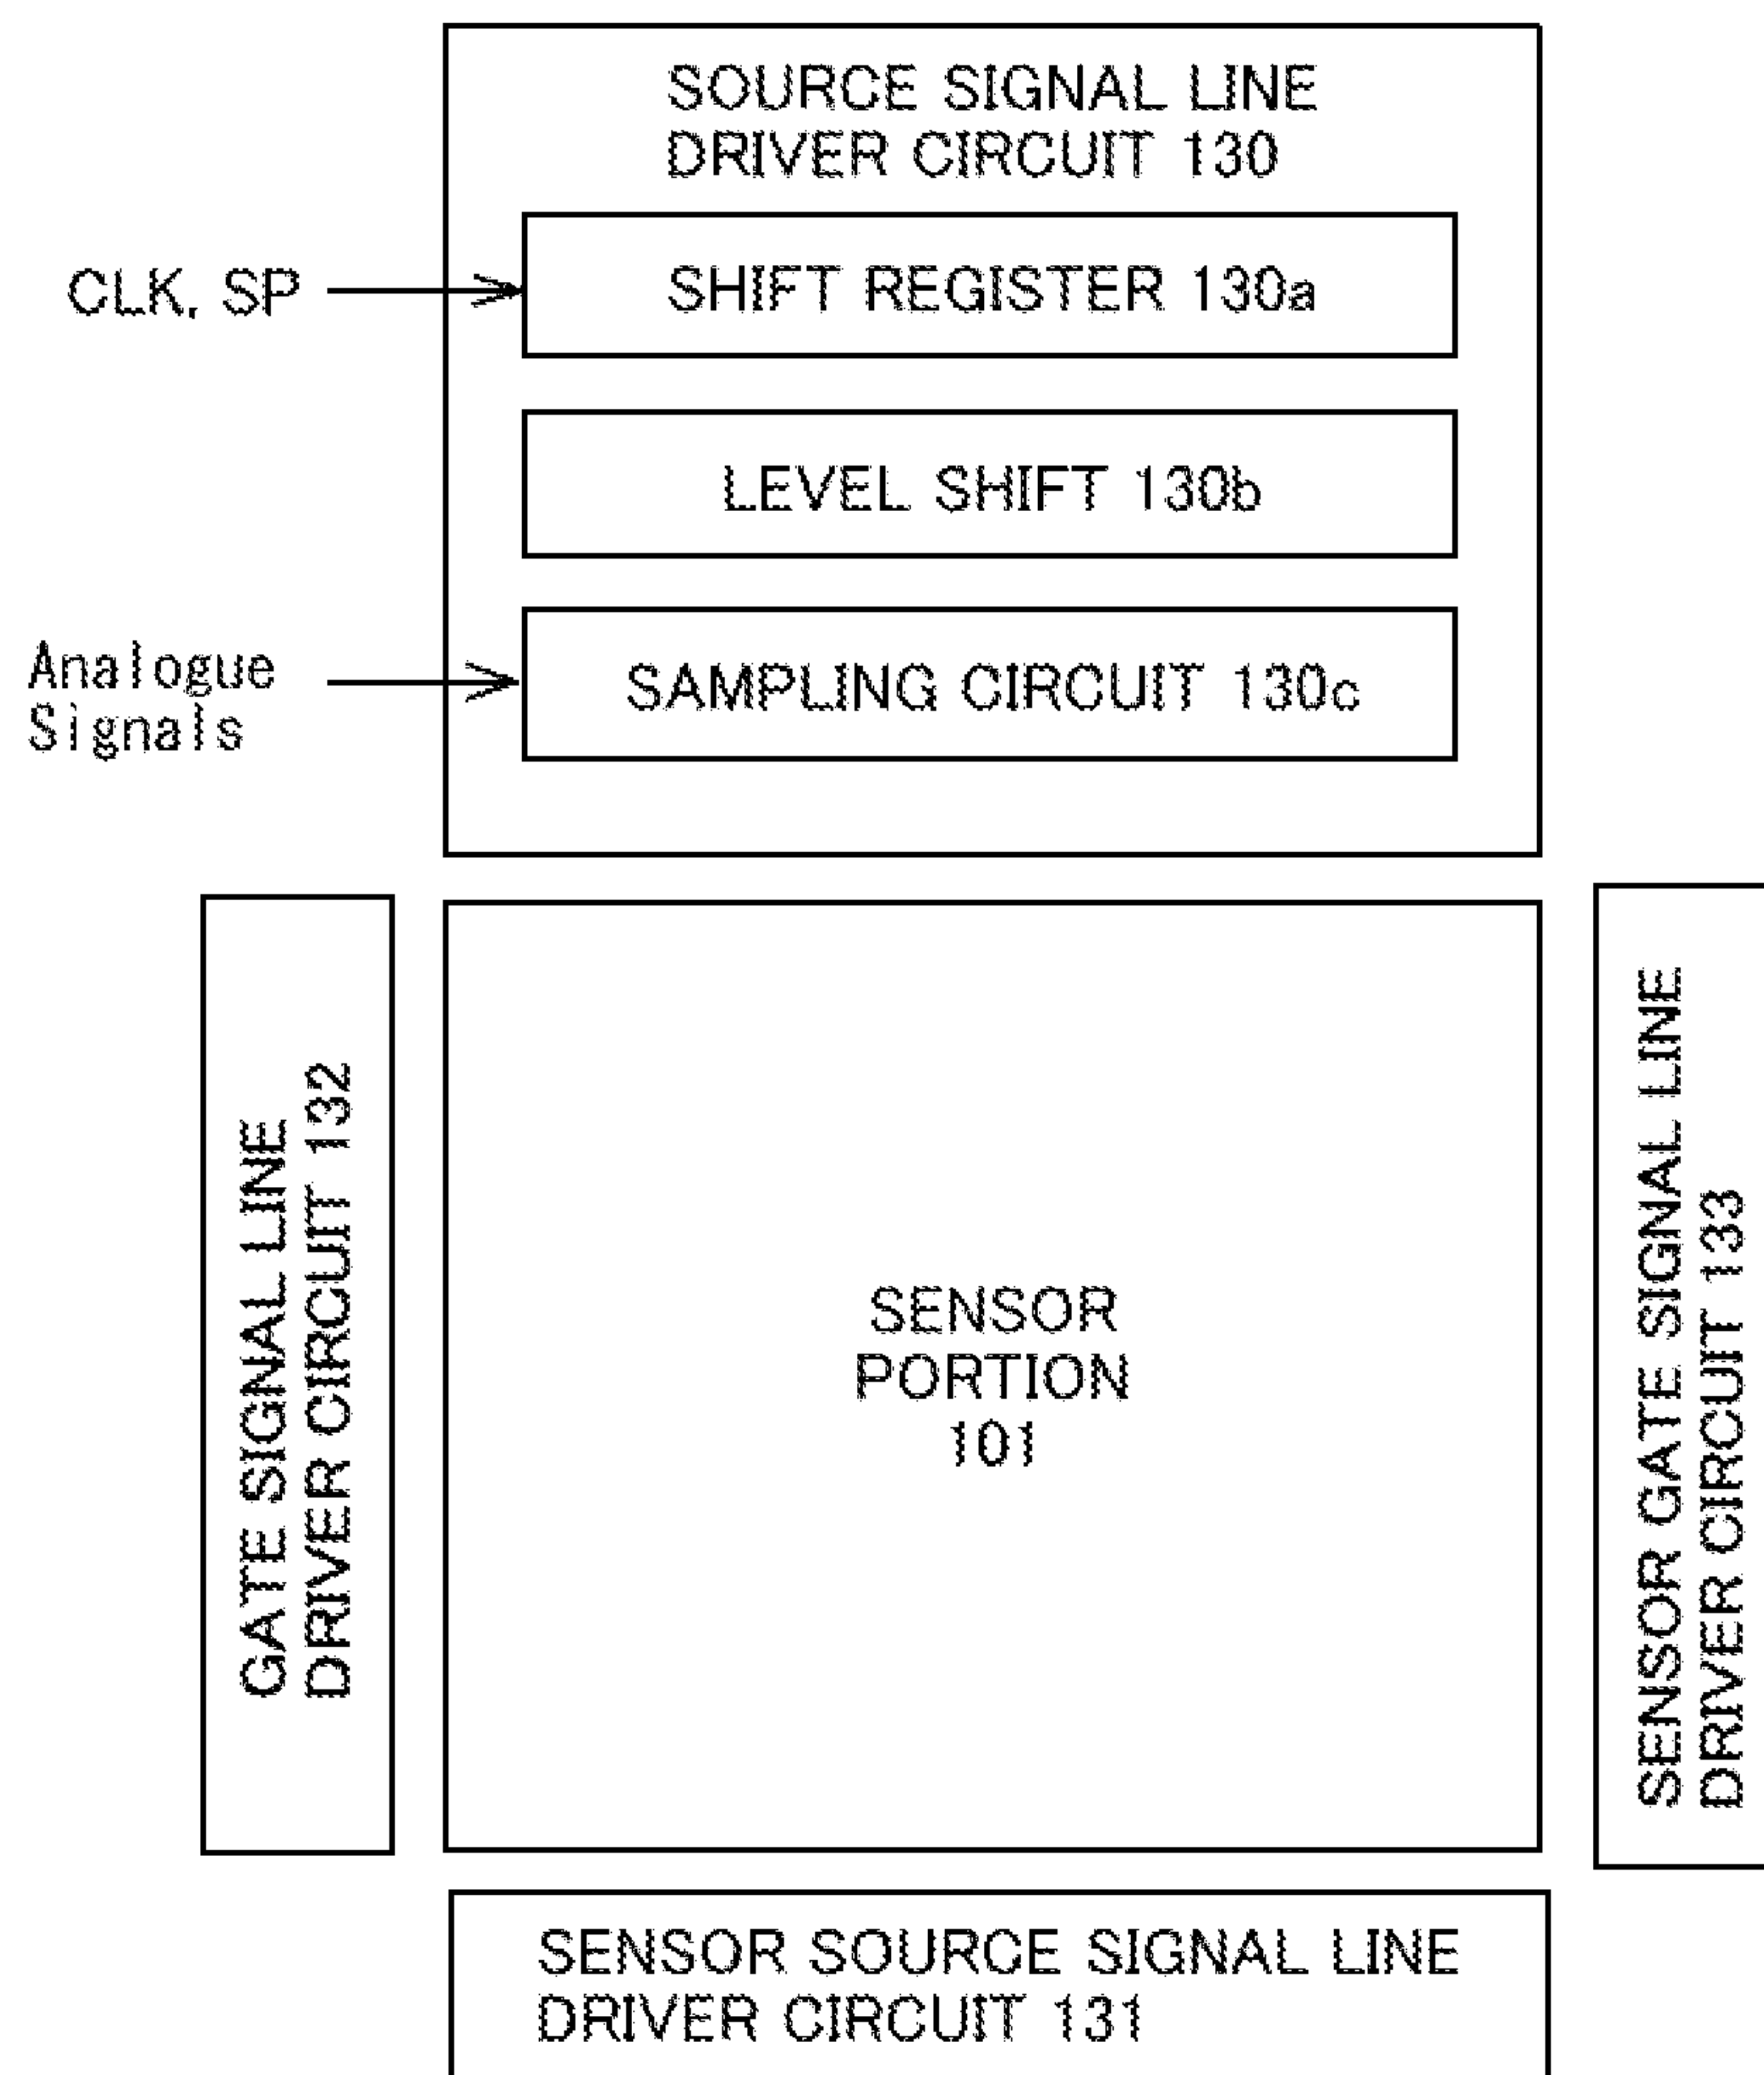 SOURCE SIGNAL LINE
DRIVER CIRCUIT 130
CLK, SP
SHIFT REGISTER 130a
LEVEL SHIFT 130b
Analogue
Signals
SAMPLING CIRCUIT 130c
GATE SIGNAL LINE
DRIVER CIRCUIT 132
SENSOR
PORTION
101
SENSOR GATE SIGNAL LINE
DRIVER CIRCUIT 133
SENSOR SOURCE SIGNAL LINE
DRIVER CIRCUIT 131